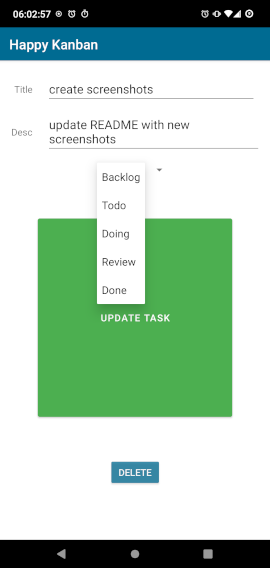 06:02:57
Happy Kanban
Title
create screenshots
Desc
update README with new
screenshots
Backlog
Todo
Doing
Review
Done
UPDATE TASK
DELETE